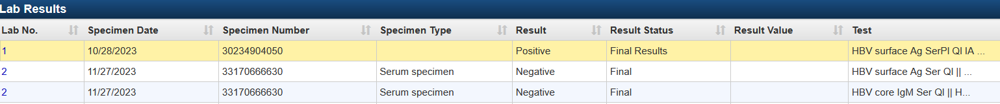 Lab Results
Lab No. Specimen Date Specimen Number Specimen Type Result Result Status Result Value Test
1 10/28/2023 30234904050 Positive Final Results HBV surface Ag SerPl Ql IA ...
2 11/27/2023 33170666630 Serum specimen Negative Final HBV surface Ag Ser Ql || ...
2 11/27/2023 33170666630 Serum specimen Negative Final HBV core IgM Ser Ql || H...